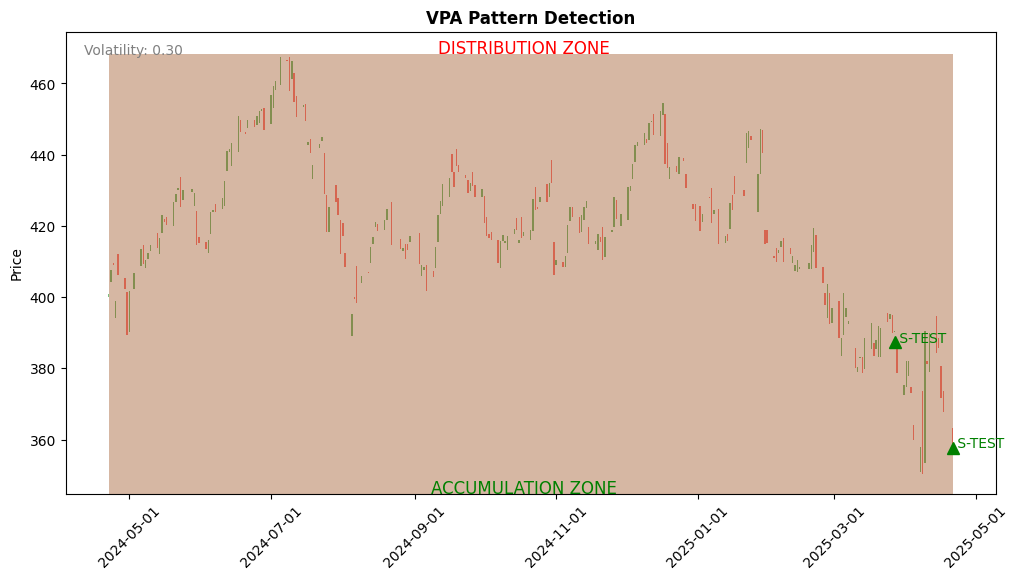 VPA Pattern Detection
Volatility: 0.30
DISTRIBUTION ZONE
460
440
420
400
380
360
Price
S-TEST
S-TEST
ACCUMULATION ZONE
2024-05-01
2024-07-01
2024-09-01
2024-11-01
2025-01-01
2025-03-01
2025-05-01